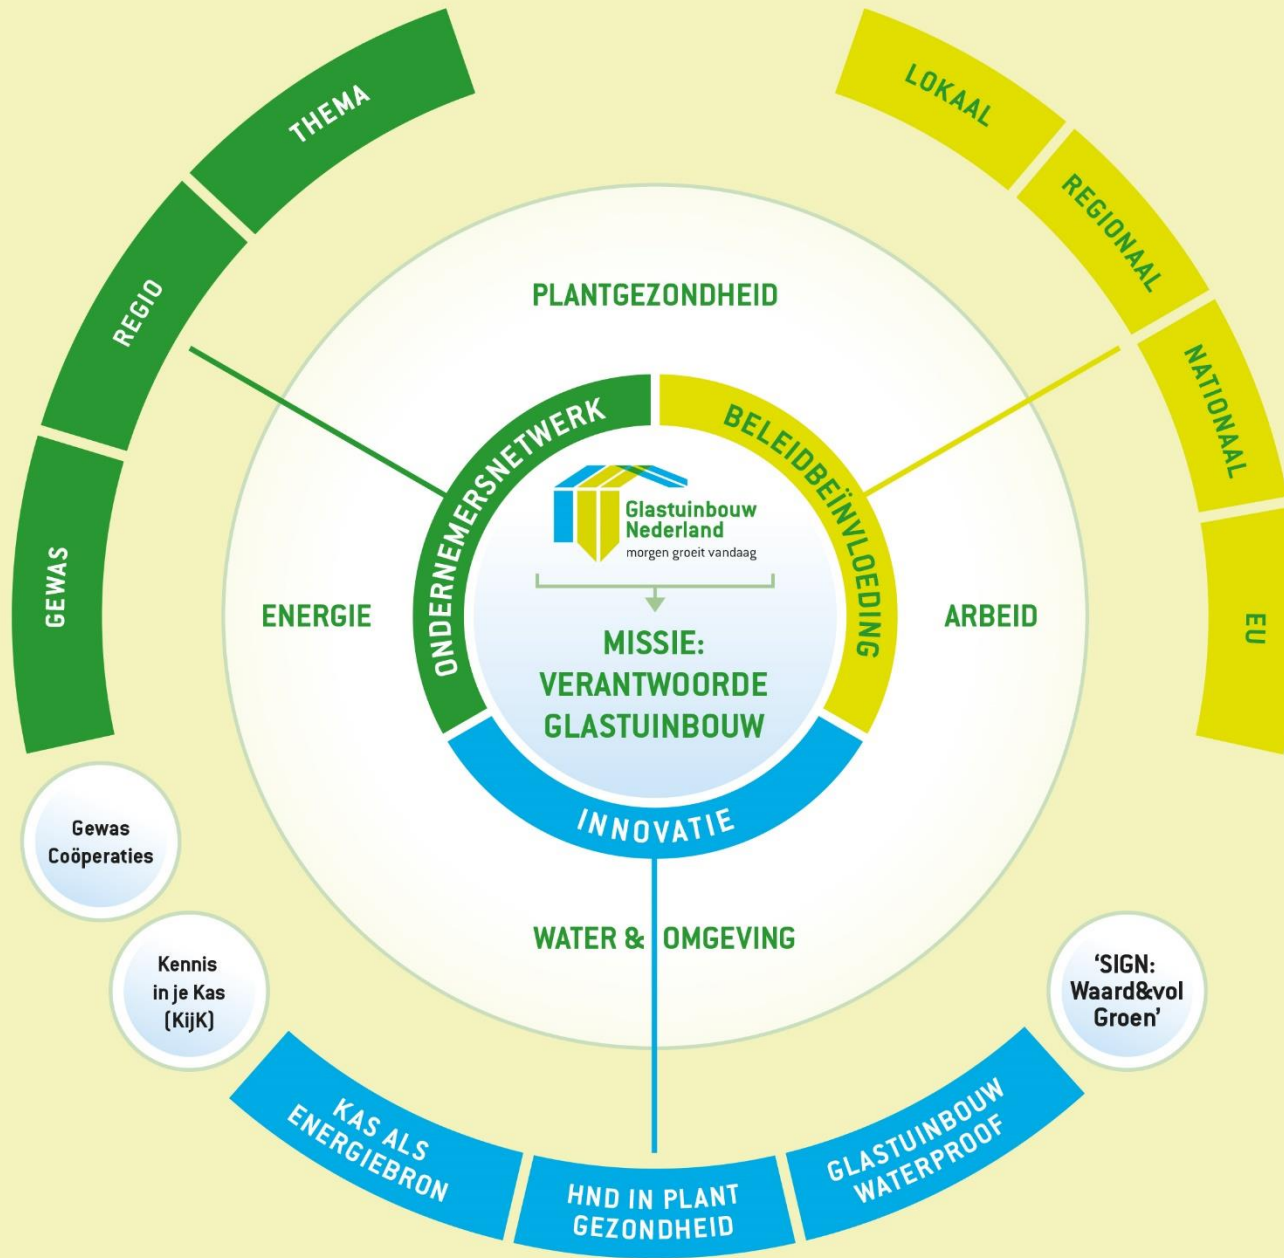 THEMA
REGIO
GEWAS
LOKAAL
REGIONAAL
NATIONAAL
EU
PLANTGEZONDHEID
ENERGIE
ARBEID
WATER & OMGEVING
ONDERNEMERSNETWERK
BELEIDBEÏNVLOEDING
INNOVATIE
Glastuinbouw
Nederland
morgen groeit vandaag
MISSIE:
VERANTWOORDE
GLASTUINBOUW
Gewas
Coöperaties
Kennis
in je Kas
(KijK)
'SIGN:
Waard&vol
Groen'
KAS ALS
ENERGIEBRON
HND IN PLANT
GEZONDHEID
GLASTUINBOUW
WATERPROOF